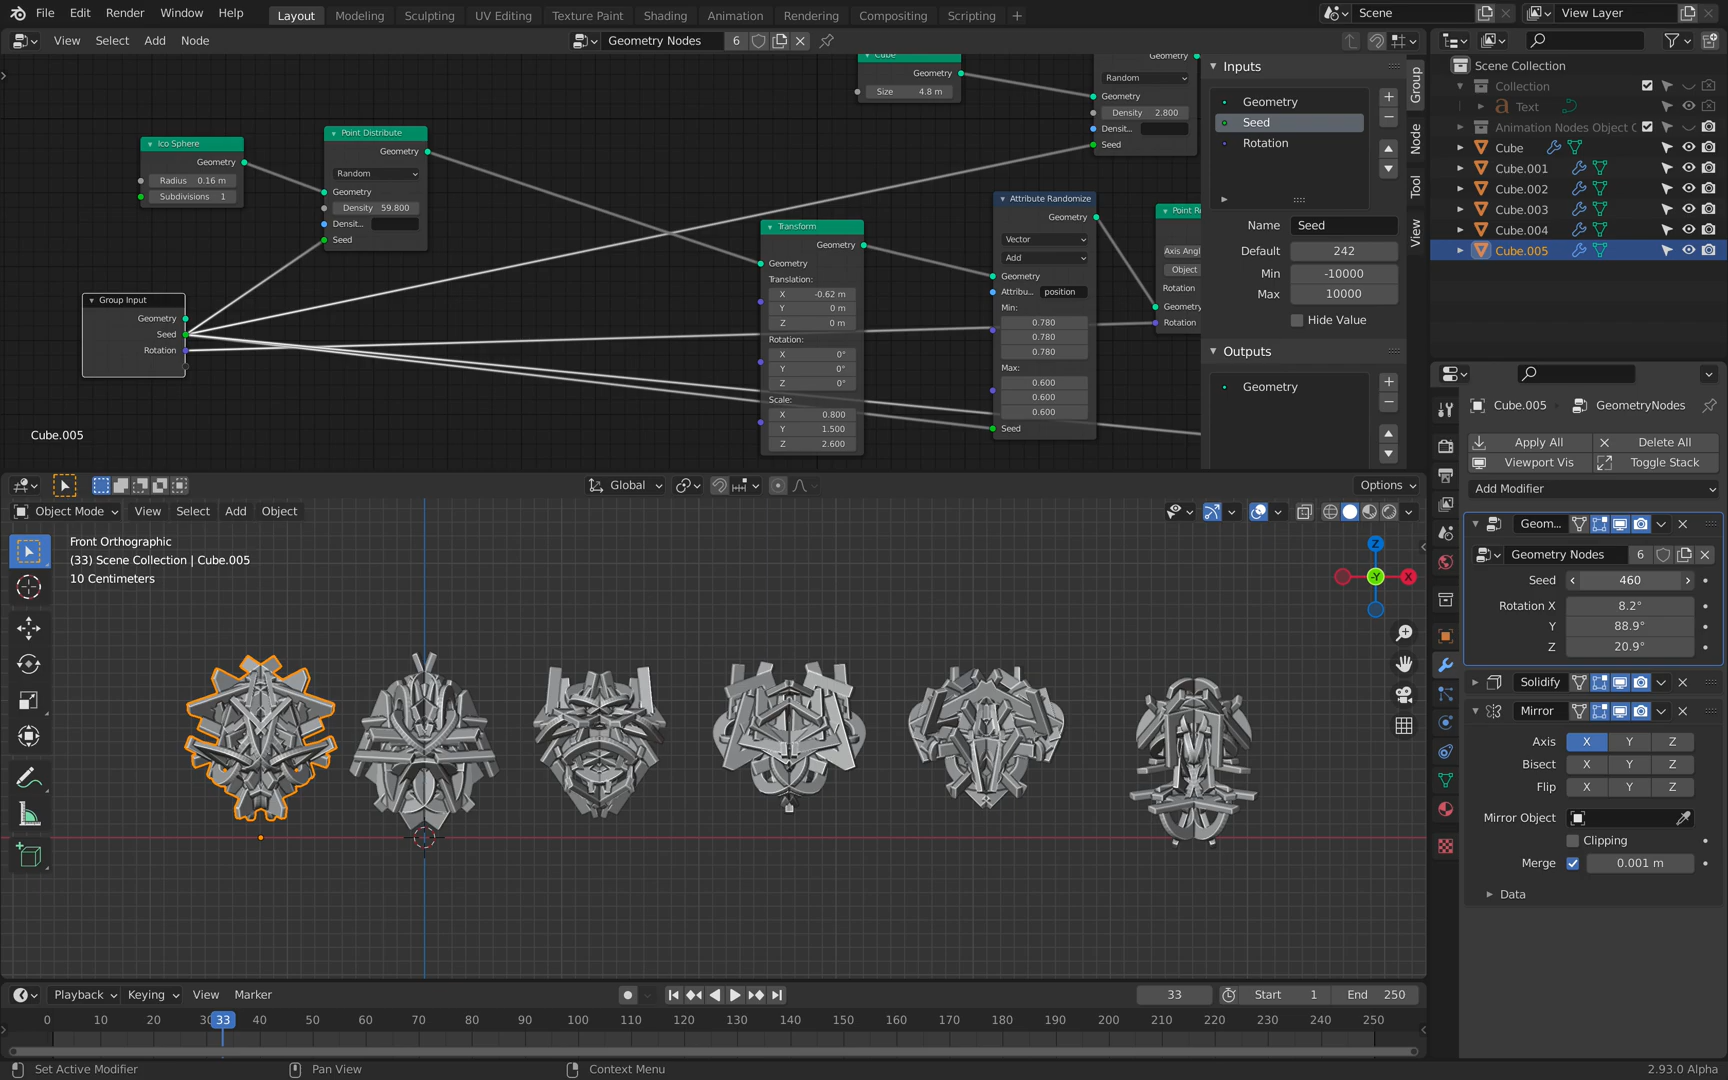 File Edit Render Window Help Layout Modeling Sculpting UV Editing Texture Paint Shading Animation Rendering Compositing Scripting + Scene View Layer
View Select Add Node Geometry Nodes 6
Ico Sphere
Geometry
Radius 0.16 m
Subdivisions 1
Point Distribute
Geometry
Random
Geometry
Density 59.800
Densit...
Seed
Group Input
Geometry
Seed
Rotation
Cube.005
Cube
Geometry
Size 4.8 m
Geometry
Random
Geometry
Density 2.800
Densit...
Seed
Transform
Geometry
Geometry
Translation:
X -0.62 m
Y 0 m
Z 0 m
Rotation:
X 0°
Y 0°
Z 0°
Scale:
X 0.800
Y 1.500
Z 2.600
Attribute Randomize
Geometry
Vector
Add
Geometry
Attribu... position
Min:
0.780
0.780
0.780
Max:
0.600
0.600
0.600
Seed
Point R
Axis Angl
Object
Rotation
Geometry
Rotation
Inputs
Geometry
Seed
Rotation
Name Seed
Default 242
Min -10000
Max 10000
Hide Value
Outputs
Geometry
Group
Node
Tool
View
Scene Collection
Collection
Text
Animation Nodes Object C
Cube
Cube.001
Cube.002
Cube.003
Cube.004
Cube.005
Cube.005 GeometryNodes
Apply All Delete All
Viewport Vis Toggle Stack
Add Modifier
Geom...
Geometry Nodes 6
Seed 460
Rotation X 8.2°
Y 88.9°
Z 20.9°
Solidify
Mirror
Axis X Y Z
Bisect X Y Z
Flip X Y Z
Mirror Object
Clipping
Merge 0.001 m
Data
Global Options
Object Mode View Select Add Object
Front Orthographic
(33) Scene Collection | Cube.005
10 Centimeters
Z
-Y X
Playback Keying View Marker 33 Start 1 End 250
0 10 20 30 33 40 50 60 70 80 90 100 110 120 130 140 150 160 170 180 190 200 210 220 230 240 250
Set Active Modifier Pan View Context Menu 2.93.0 Alpha